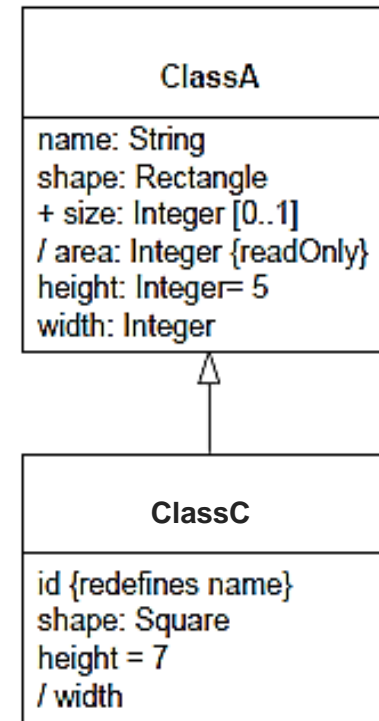 ClassA
name: String
shape: Rectangle
+ size: Integer [0..1]
/ area: Integer {readOnly}
height: Integer= 5
width: Integer
ClassC
id {redefines name}
shape: Square
height = 7
/ width